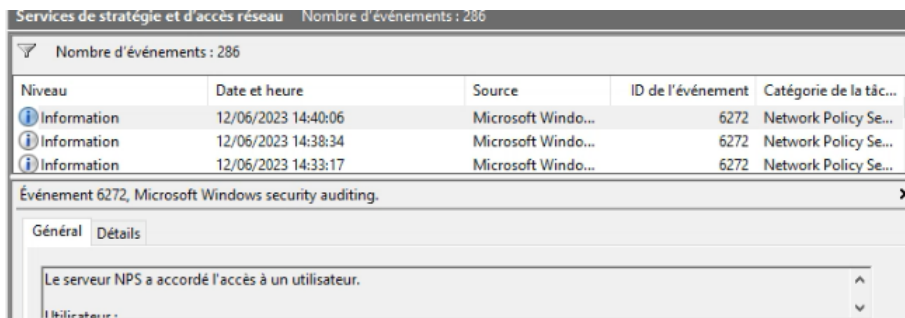 Services de stratégie et d'accès réseau Nombre d'événements : 286
Nombre d'événements : 286
Niveau Date et heure Source ID de l'événement Catégorie de la tâc...
Information 12/06/2023 14:40:06 Microsoft Windo... 6272 Network Policy Se...
Information 12/06/2023 14:38:34 Microsoft Windo... 6272 Network Policy Se...
Information 12/06/2023 14:33:17 Microsoft Windo... 6272 Network Policy Se...
Événement 6272, Microsoft Windows security auditing.
Général Détails
Le serveur NPS a accordé l'accès à un utilisateur.
Utilisateur :